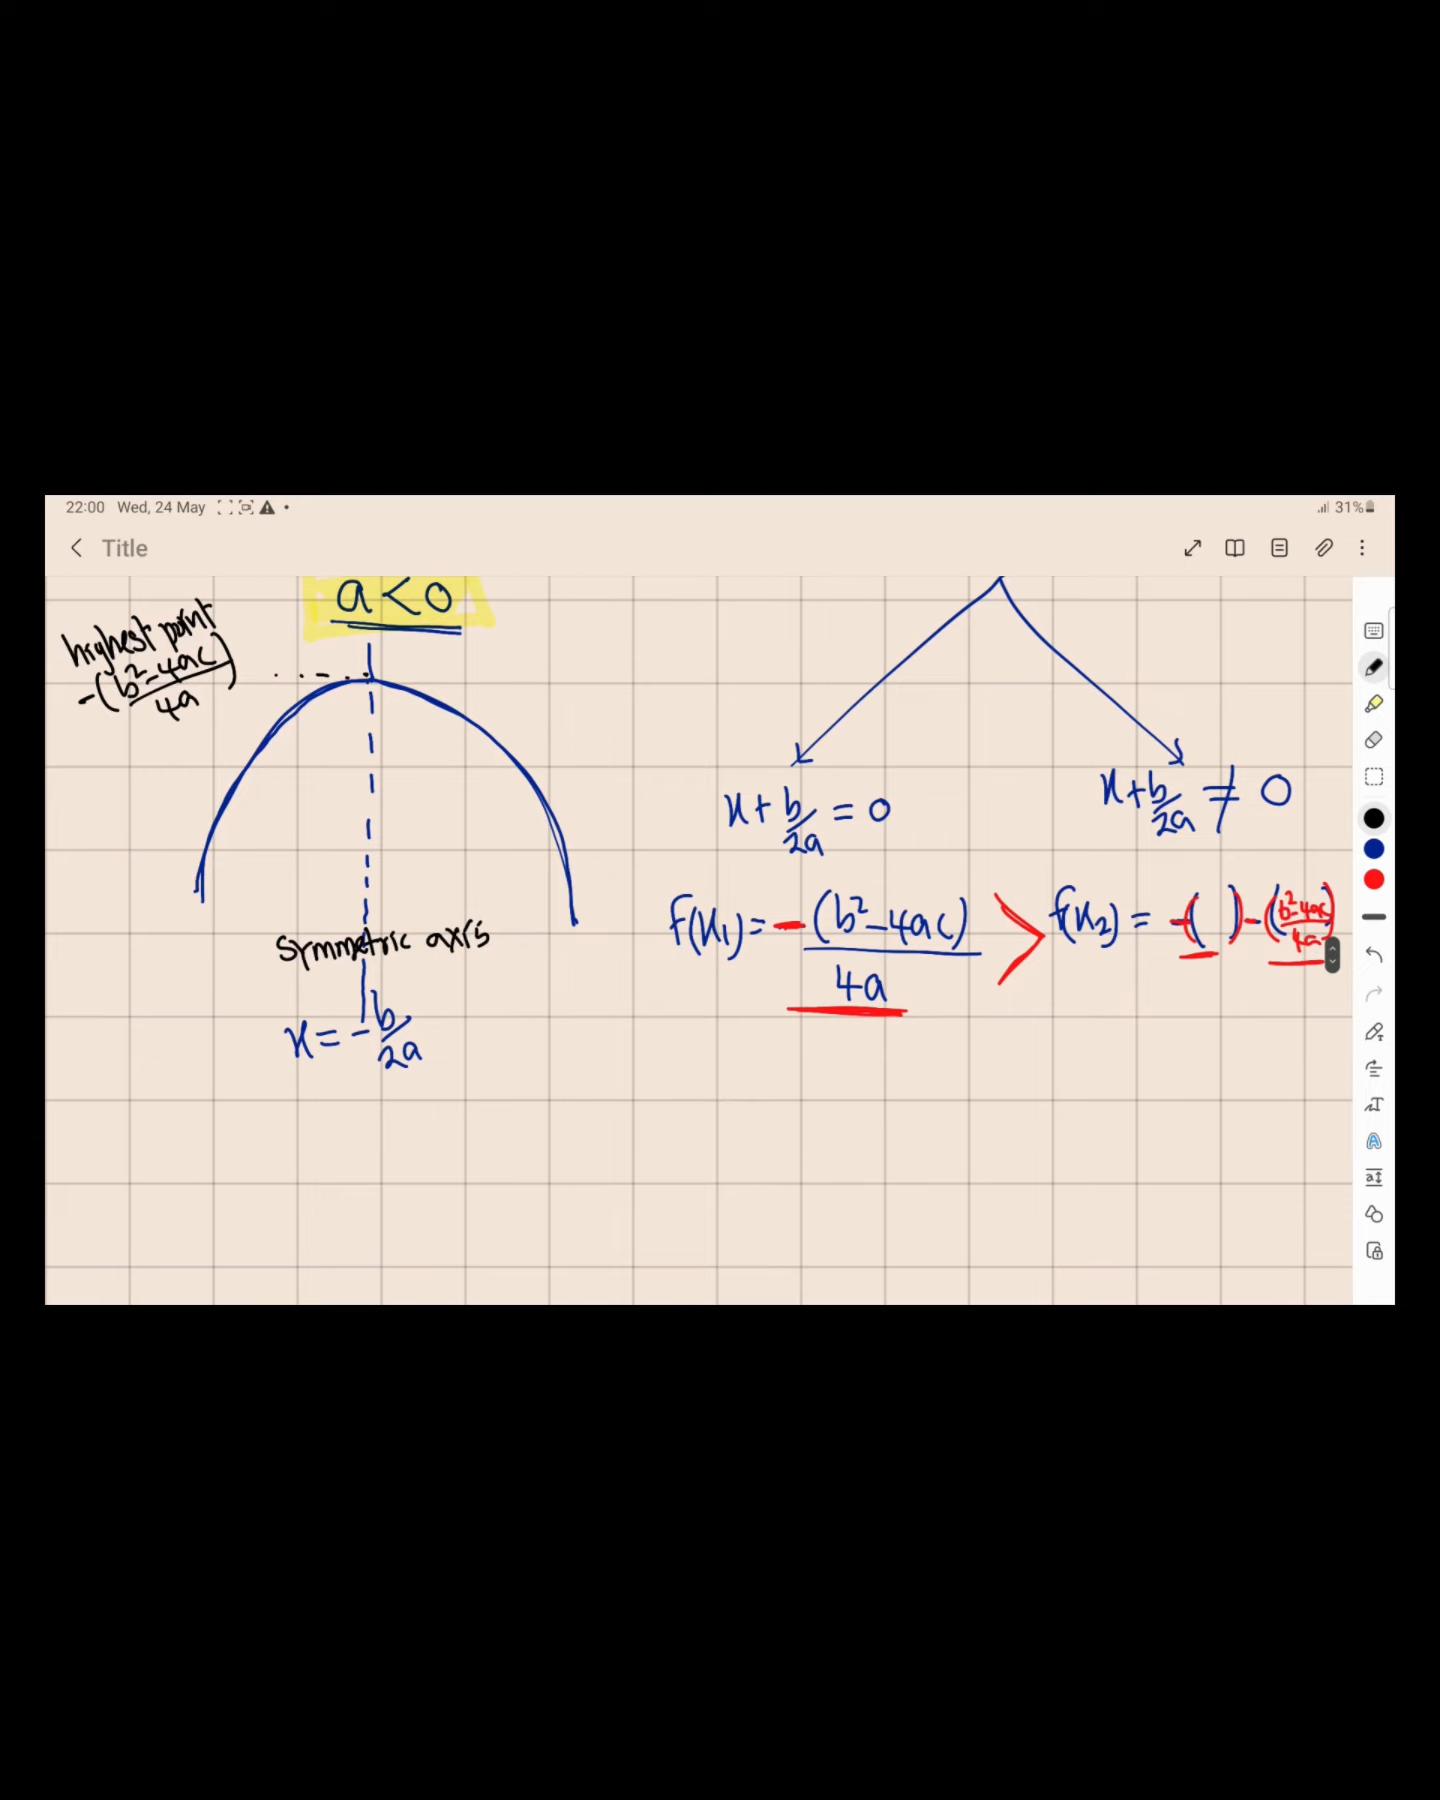 22:00 Wed, 24 May
31%
Title
a < 0
highest point
-(b²-4ac)/4a
symmetric axis
x = -b/2a
x + b/2a = 0
x + b/2a ≠ 0
f(x₁) = -(b²-4ac)/4a > f(x₂) = -( ) - (b²-4ac/4a)